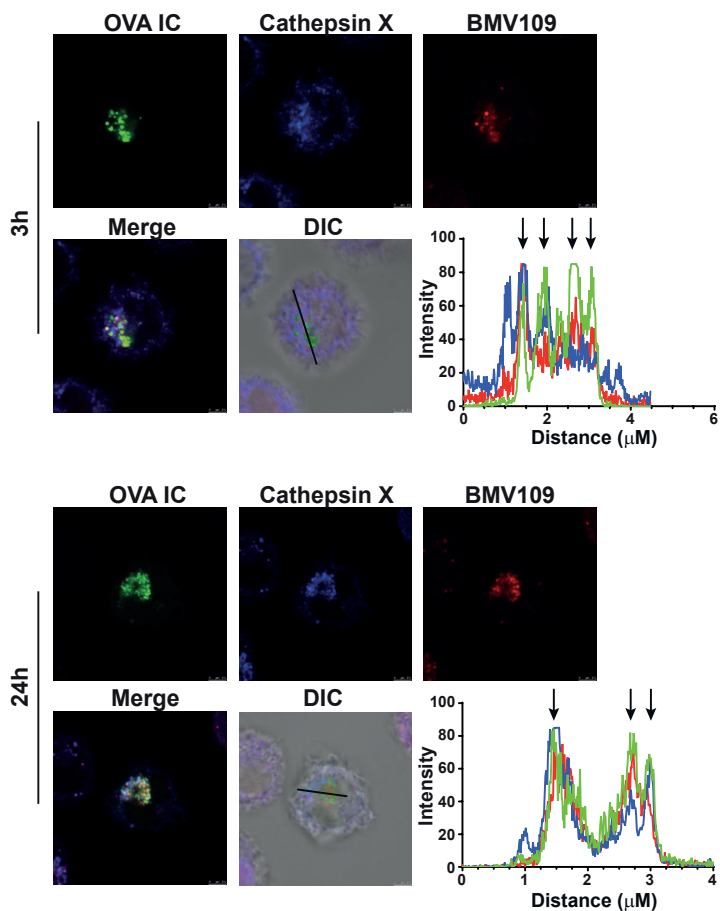 OVA IC Cathepsin X BMV109
3h
Merge DIC
Intensity
100
80
60
40
20
0
0 2 4 6
Distance (μM)
OVA IC Cathepsin X BMV109
24h
Merge DIC
Intensity
100
80
60
40
20
0
0 1 2 3 4
Distance (μM)